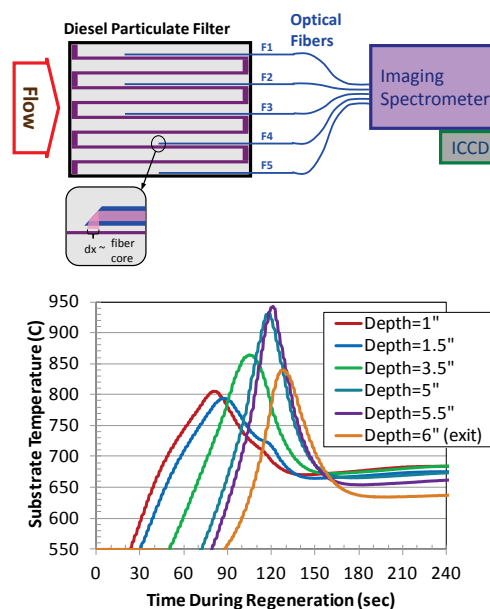 Diesel Particulate Filter
Optical
Fibers
F1
F2
F3
F4
F5
Flow
Imaging
Spectrometer
ICCD
dx ~ fiber
core
Substrate Temperature (C)
950
900
850
800
750
700
650
600
550
Depth=1"
Depth=1.5"
Depth=3.5"
Depth=5"
Depth=5.5"
Depth=6" (exit)
0 30 60 90 120 150 180 210 240
Time During Regeneration (sec)